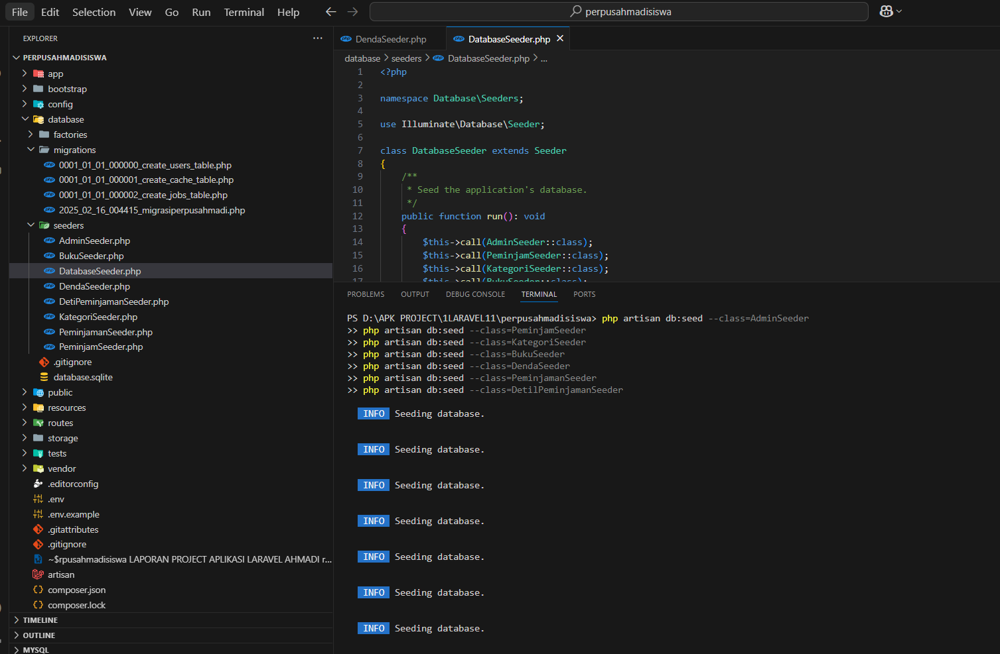 File Edit Selection View Go Run Terminal Help
perpusahmadisiswa
EXPLORER
PERPUSAHMADISISWA
app
bootstrap
config
database
factories
migrations
0001_01_01_000000_create_users_table.php
0001_01_01_000001_create_cache_table.php
0001_01_01_000002_create_jobs_table.php
2025_02_16_004415_migrasiperpusahmadi.php
seeders
AdminSeeder.php
BukuSeeder.php
DatabaseSeeder.php
DendaSeeder.php
DetiPeminjamanSeeder.php
KategoriSeeder.php
PeminjamanSeeder.php
PeminjamSeeder.php
.gitignore
database.sqlite
public
resources
routes
storage
tests
vendor
.editorconfig
.env
.env.example
.gitattributes
.gitignore
~$rpusahmadisiswa LAPORAN PROJECT APLIKASI LARAVEL AHMADI r...
artisan
composer.json
composer.lock
TIMELINE
OUTLINE
MYSQL
DendaSeeder.php DatabaseSeeder.php
database > seeders > DatabaseSeeder.php > ...
1 <?php
2
3 namespace Database\Seeders;
4
5 use Illuminate\Database\Seeder;
6
7 class DatabaseSeeder extends Seeder
8 {
9 /**
10 * Seed the application's database.
11 */
12 public function run(): void
13 {
14 $this->call(AdminSeeder::class);
15 $this->call(PeminjamSeeder::class);
16 $this->call(KategoriSeeder::class);
17 $this->call(BukuSeeder::class);
PROBLEMS OUTPUT DEBUG CONSOLE TERMINAL PORTS
PS D:\APK PROJECT\1LARAVEL11\perpusahmadisiswa> php artisan db:seed --class=AdminSeeder
>> php artisan db:seed --class=PeminjamSeeder
>> php artisan db:seed --class=KategoriSeeder
>> php artisan db:seed --class=BukuSeeder
>> php artisan db:seed --class=DendaSeeder
>> php artisan db:seed --class=PeminjamanSeeder
>> php artisan db:seed --class=DetilPeminjamanSeeder
INFO Seeding database.
INFO Seeding database.
INFO Seeding database.
INFO Seeding database.
INFO Seeding database.
INFO Seeding database.
INFO Seeding database.